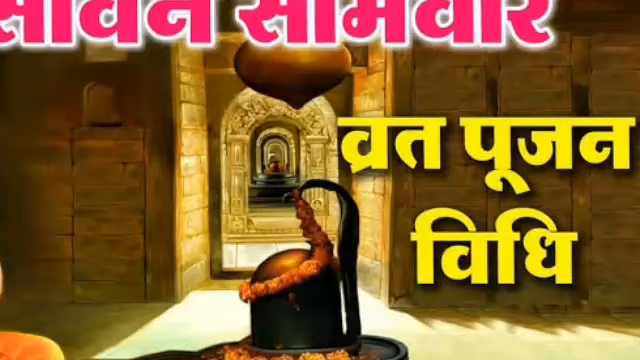 सावन सोमवार
व्रत पूजन
विधि